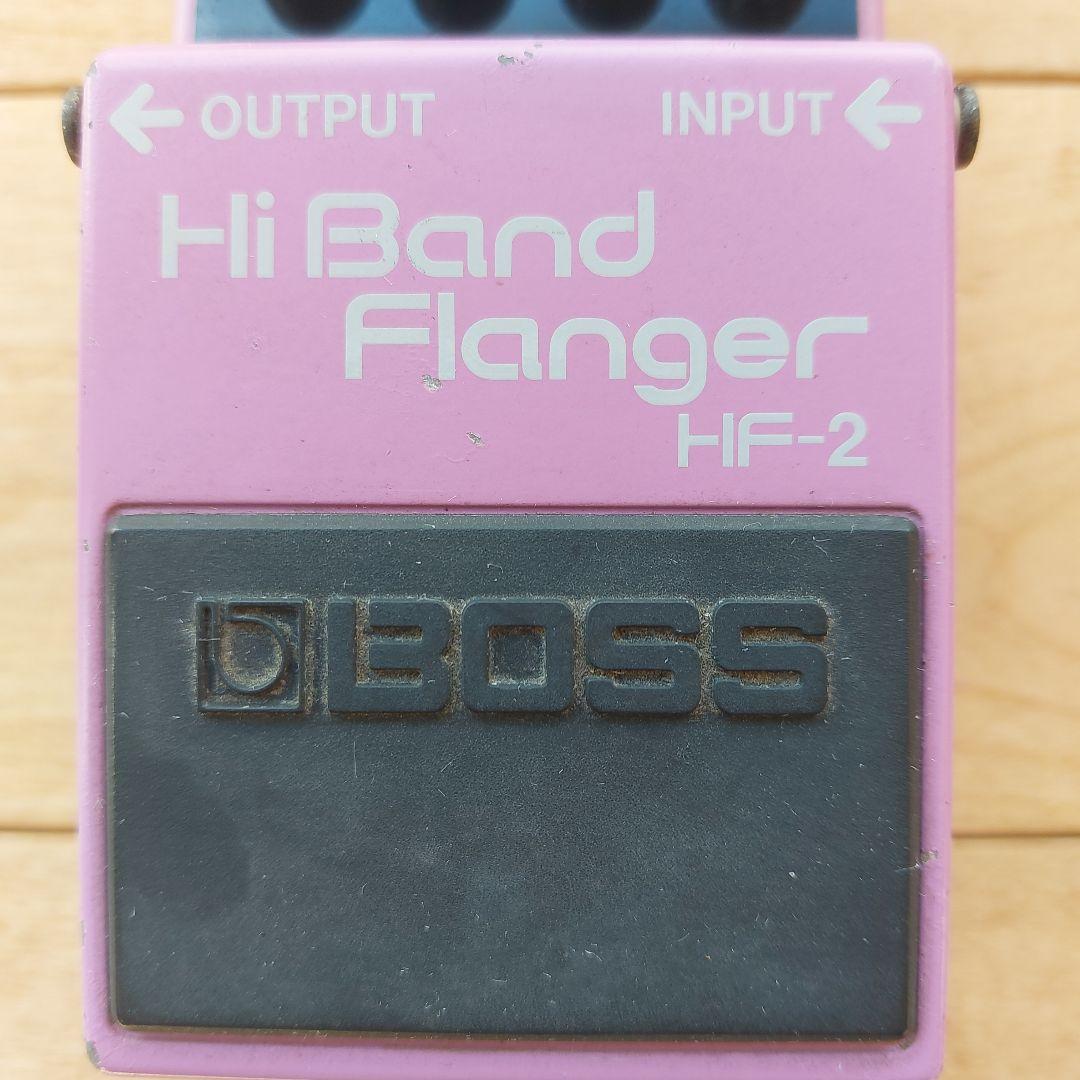 OUTPUT INPUT
Hi Band
Flanger
HF-2
BOSS